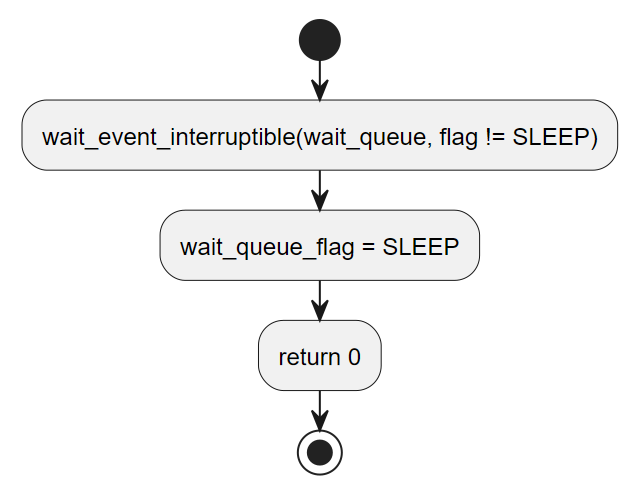 wait_event_interruptible(wait_queue, flag != SLEEP)
wait_queue_flag = SLEEP
return 0